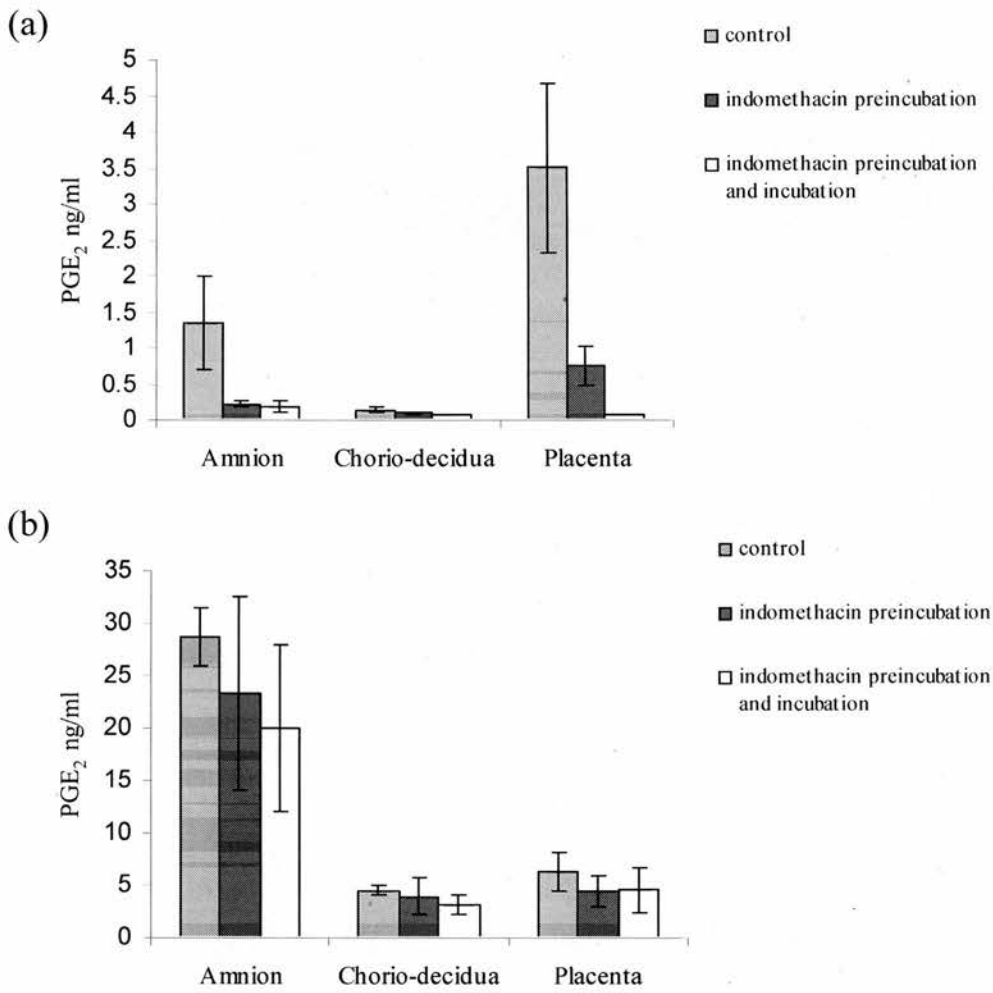 (a)
control
indomethacin preincubation
indomethacin preincubation
and incubation
PGE₂ ng/ml
5
4.5
4
3.5
3
2.5
2
1.5
1
0.5
0
Amnion
Chorio-decidua
Placenta
(b)
control
indomethacin preincubation
indomethacin preincubation
and incubation
PGE₂ ng/ml
35
30
25
20
15
10
5
0
Amnion
Chorio-decidua
Placenta